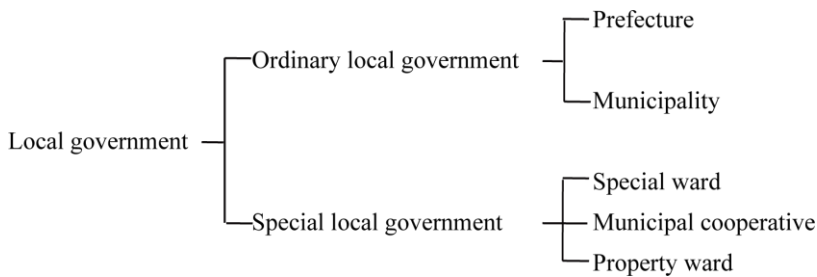 Prefecture
Ordinary local government
Municipality
Local government
Special ward
Special local government
Municipal cooperative
Property ward